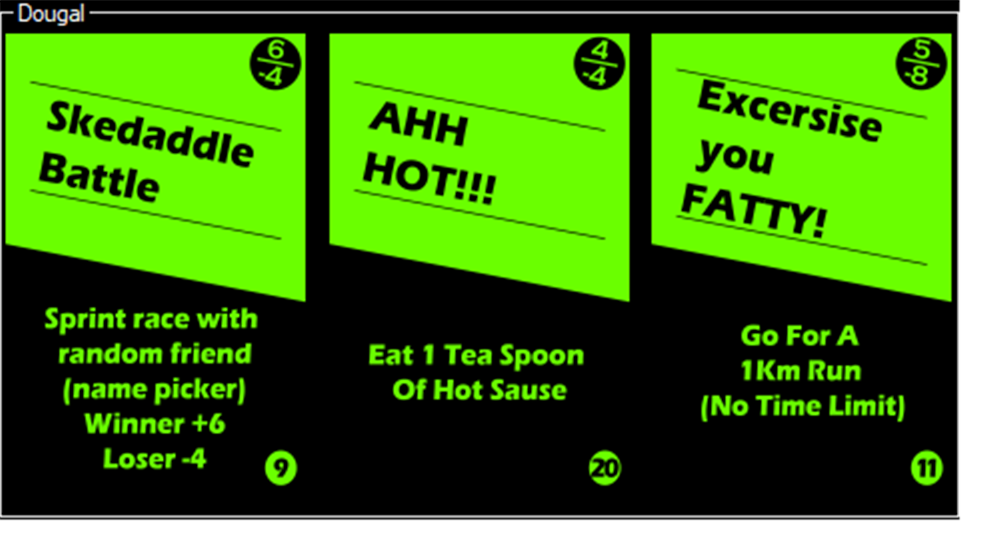 Dougal
6
-4
Skedaddle
Battle
Sprint race with
random friend
(name picker)
Winner +6
Loser -4
9
4
-4
AHH
HOT!!!
Eat 1 Tea Spoon
Of Hot Sause
20
5
-8
Excersise
you
FATTY!
Go For A
1Km Run
(No Time Limit)
11